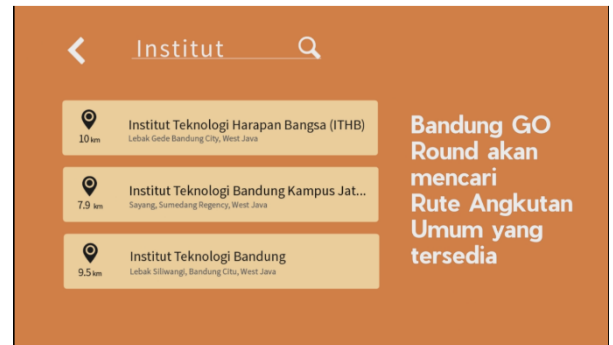 Institut
10 km
Institut Teknologi Harapan Bangsa (ITHB)
Lebak Gede Bandung City, West Java
7.9 km
Institut Teknologi Bandung Kampus Jat...
Sayang, Sumedang Regency, West Java
9.5 km
Institut Teknologi Bandung
Lebak Siliwangi, Bandung Citu, West Java
Bandung GO
Round akan
mencari
Rute Angkutan
Umum yang
tersedia